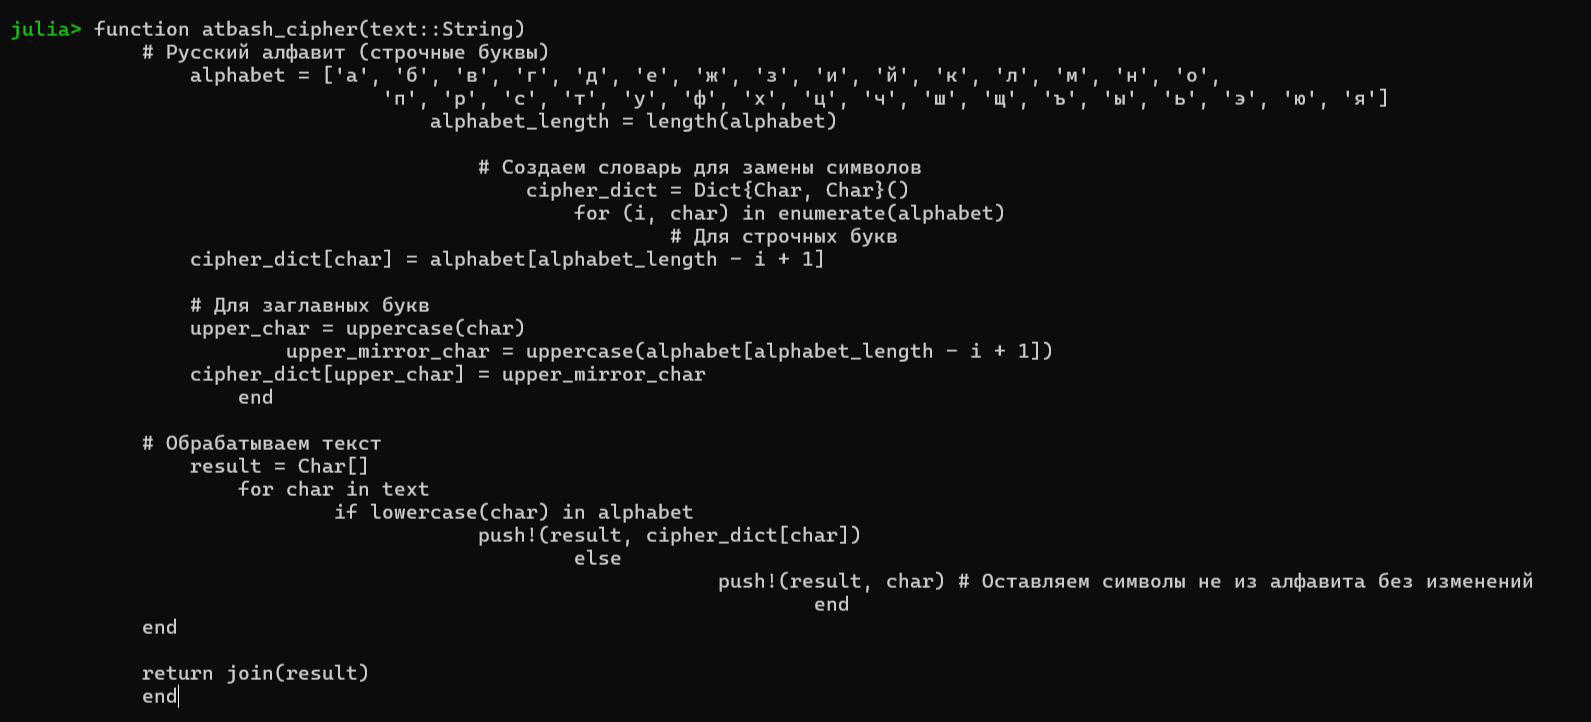 julia> function atbash_cipher(text::String)
# Русский алфавит (строчные буквы)
alphabet = ['а', 'б', 'в', 'г', 'д', 'е', 'ж', 'з', 'и', 'й', 'к', 'л', 'м', 'н', 'о',
'п', 'р', 'с', 'т', 'у', 'ф', 'х', 'ц', 'ч', 'ш', 'щ', 'ъ', 'ы', 'ь', 'э', 'ю', 'я']
alphabet_length = length(alphabet)
# Создаем словарь для замены символов
cipher_dict = Dict{Char, Char}()
for (i, char) in enumerate(alphabet)
# Для строчных букв
cipher_dict[char] = alphabet[alphabet_length - i + 1]
# Для заглавных букв
upper_char = uppercase(char)
upper_mirror_char = uppercase(alphabet[alphabet_length - i + 1])
cipher_dict[upper_char] = upper_mirror_char
end
# Обрабатываем текст
result = Char[]
for char in text
if lowercase(char) in alphabet
push!(result, cipher_dict[char])
else
push!(result, char) # Оставляем символы не из алфавита без изменений
end
end
return join(result)
end